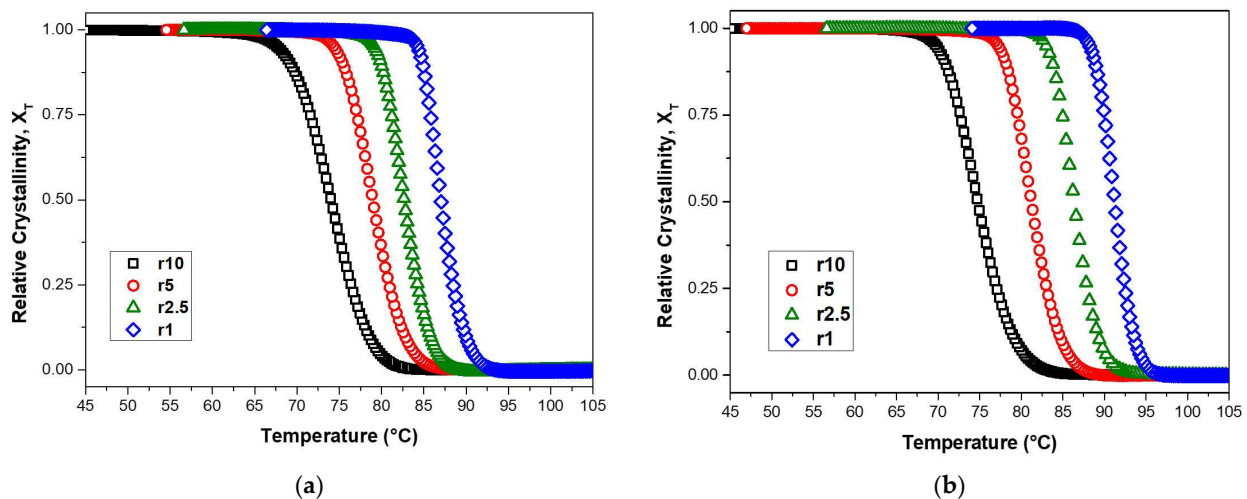 Relative Crystallinity, X_T
1.00
0.75
0.50
0.25
0.00
r10
r5
r2.5
r1
45 50 55 60 65 70 75 80 85 90 95 100 105
Temperature (°C)
(a)
Relative Crystallinity, X_T
1.00
0.75
0.50
0.25
0.00
r10
r5
r2.5
r1
45 50 55 60 65 70 75 80 85 90 95 100 105
Temperature (°C)
(b)